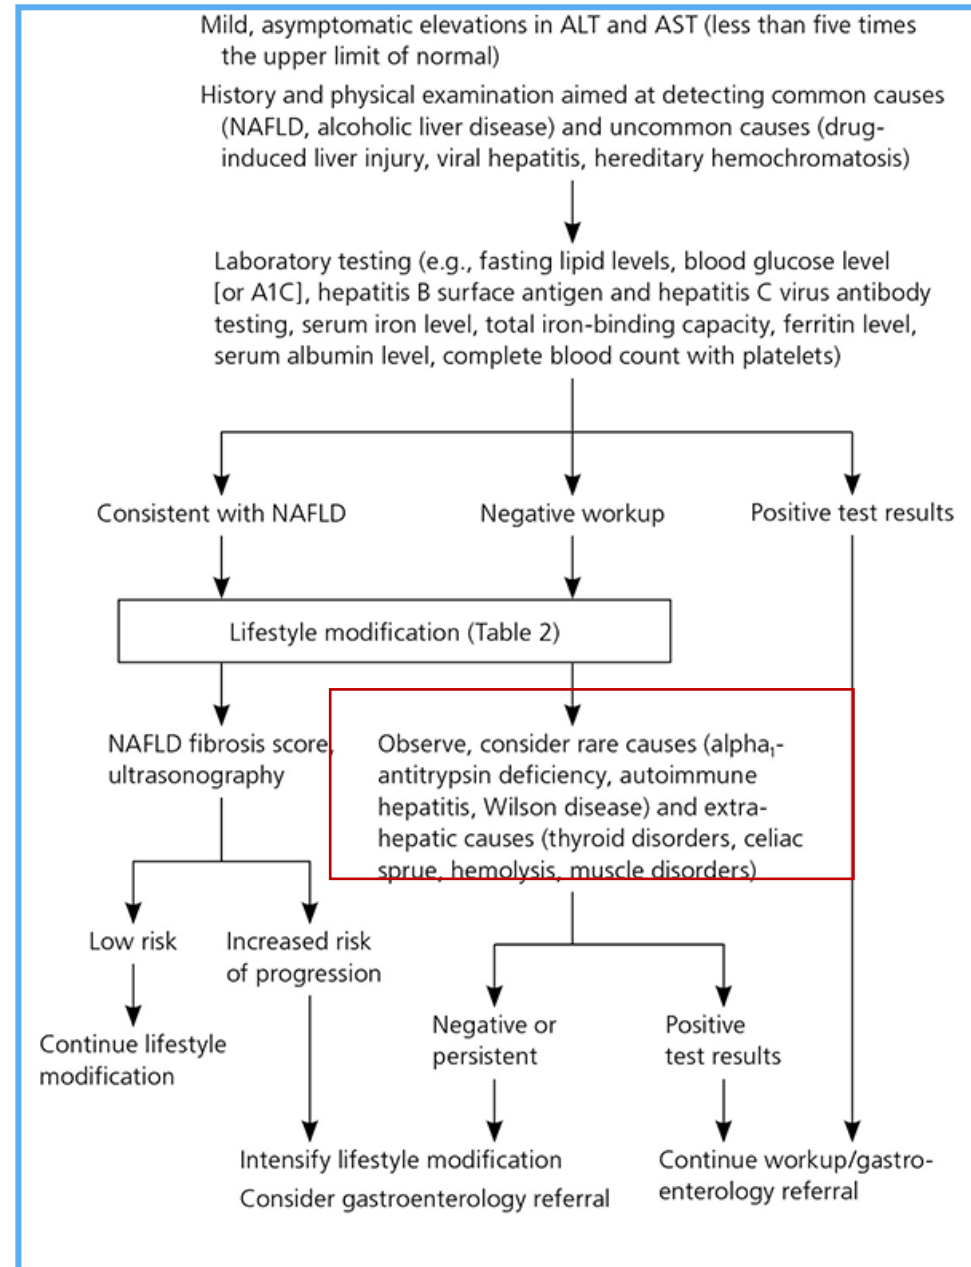 Mild, asymptomatic elevations in ALT and AST (less than five times
the upper limit of normal)
History and physical examination aimed at detecting common causes
(NAFLD, alcoholic liver disease) and uncommon causes (drug-
induced liver injury, viral hepatitis, hereditary hemochromatosis)
Laboratory testing (e.g., fasting lipid levels, blood glucose level
[or A1C], hepatitis B surface antigen and hepatitis C virus antibody
testing, serum iron level, total iron-binding capacity, ferritin level,
serum albumin level, complete blood count with platelets)
Consistent with NAFLD
Negative workup
Positive test results
Lifestyle modification (Table 2)
NAFLD fibrosis score,
ultrasonography
Observe, consider rare causes (alpha₁-
antitrypsin deficiency, autoimmune
hepatitis, Wilson disease) and extra-
hepatic causes (thyroid disorders, celiac
sprue, hemolysis, muscle disorders)
Low risk
Increased risk
of progression
Continue lifestyle
modification
Negative or
persistent
Positive
test results
Intensify lifestyle modification
Consider gastroenterology referral
Continue workup/gastro-
enterology referral